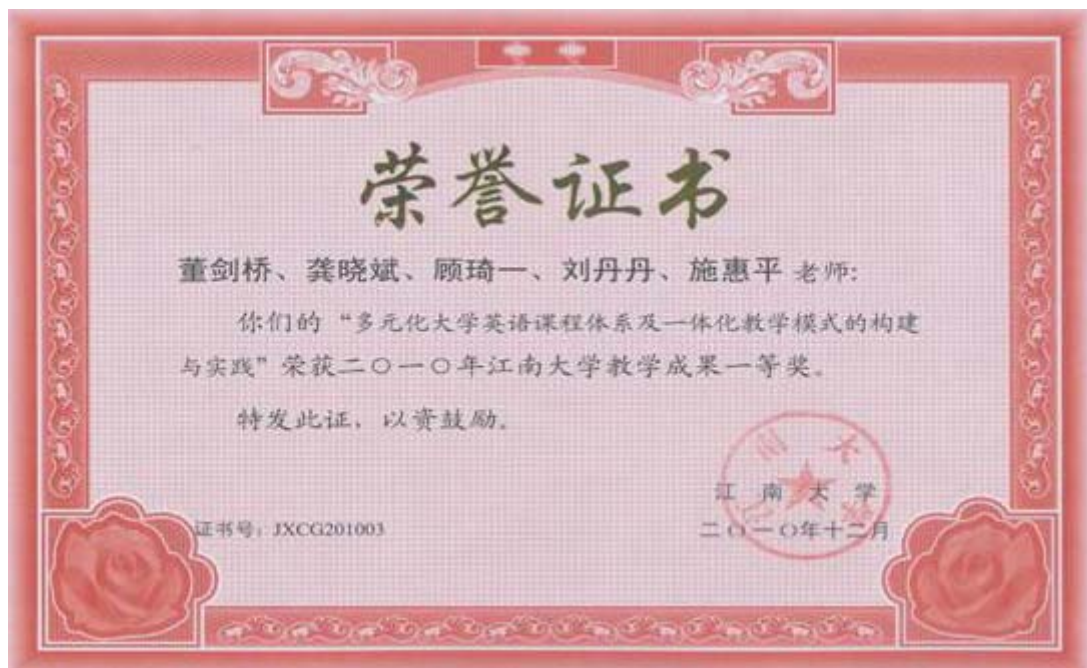 荣誉证书
董剑桥、龚晓斌、顾琦一、刘丹丹、施惠平 老师:
你们的“多元化大学英语课程体系及一体化教学模式的构建
与实践”荣获二〇一〇年江南大学教学成果一等奖。
特发此证，以资鼓励。
江南大学
证书号: JXCG201003
二〇一〇年十二月